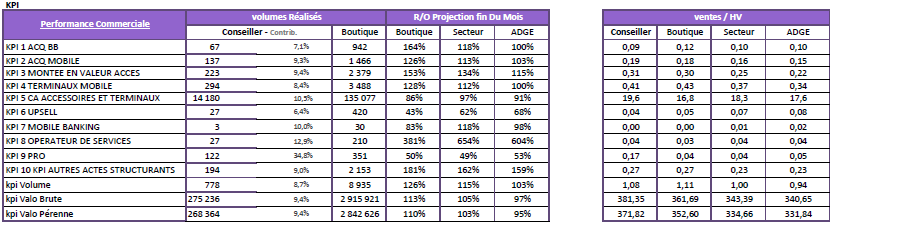 KPI
volumes Réalisés R/O Projection fin Du Mois ventes / HV
Performance Commerciale Conseiller - Contrib. Boutique Boutique Secteur ADGE Conseiller Boutique Secteur ADGE
KPI 1 ACQ BB 67 7,1% 942 164% 118% 100% 0,09 0,12 0,10 0,10
KPI 2 ACQ MOBILE 137 9,3% 1 466 126% 113% 103% 0,19 0,18 0,16 0,15
KPI 3 MONTEE EN VALEUR ACCES 223 9,4% 2 379 153% 134% 115% 0,31 0,30 0,25 0,22
KPI 4 TERMINAUX MOBILE 294 8,4% 3 488 128% 112% 100% 0,41 0,43 0,37 0,34
KPI 5 CA ACCESSOIRES ET TERMINAUX 14 180 10,5% 135 077 86% 97% 91% 19,6 16,8 18,3 17,6
KPI 6 UPSELL 27 6,4% 420 43% 62% 68% 0,04 0,05 0,07 0,08
KPI 7 MOBILE BANKING 3 10,0% 30 83% 118% 98% 0,00 0,00 0,01 0,02
KPI 8 OPERATEUR DE SERVICES 27 12,9% 210 381% 654% 604% 0,04 0,03 0,04 0,04
KPI 9 PRO 122 34,8% 351 50% 49% 53% 0,17 0,04 0,04 0,05
KPI 10 KPI AUTRES ACTES STRUCTURANTS 194 9,0% 2 153 181% 162% 159% 0,27 0,27 0,23 0,23
kpi Volume 778 8,7% 8 935 126% 115% 103% 1,08 1,11 1,00 0,94
kpi Valo Brute 275 236 9,4% 2 915 921 113% 105% 97% 381,35 361,69 343,39 340,65
kpi Valo Pérenne 268 364 9,4% 2 842 626 110% 103% 95% 371,82 352,60 334,66 331,84